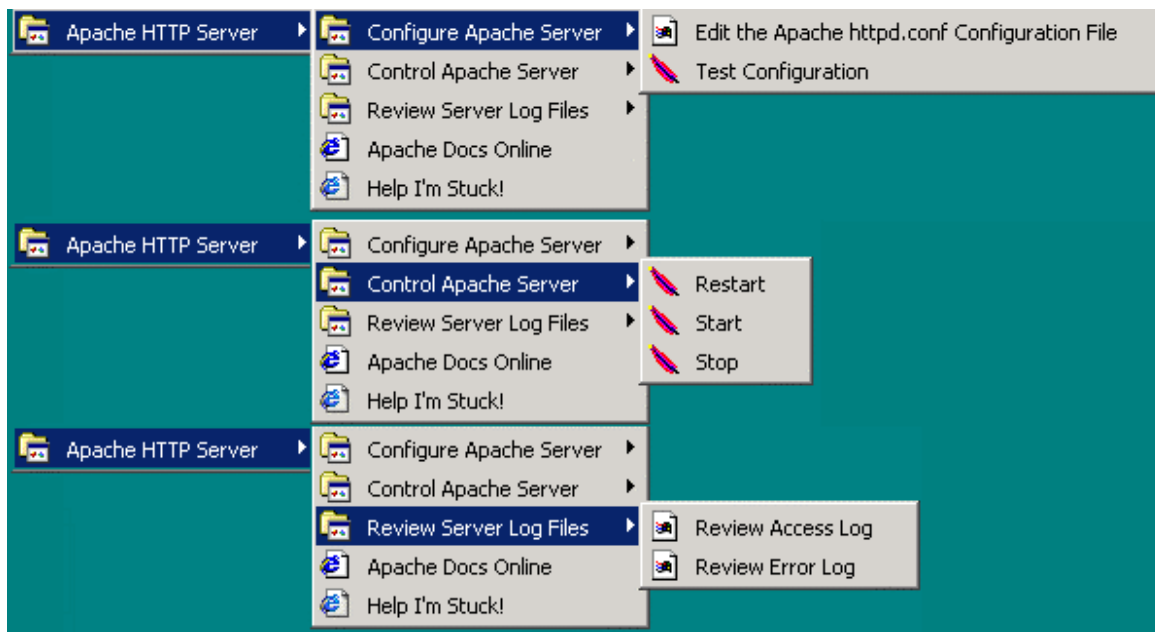 Apache HTTP Server Configure Apache Server Edit the Apache httpd.conf Configuration File
Control Apache Server Test Configuration
Review Server Log Files
Apache Docs Online
Help I'm Stuck!
Apache HTTP Server Configure Apache Server
Control Apache Server Restart
Review Server Log Files Start
Apache Docs Online Stop
Help I'm Stuck!
Apache HTTP Server Configure Apache Server
Control Apache Server
Review Server Log Files Review Access Log
Apache Docs Online Review Error Log
Help I'm Stuck!